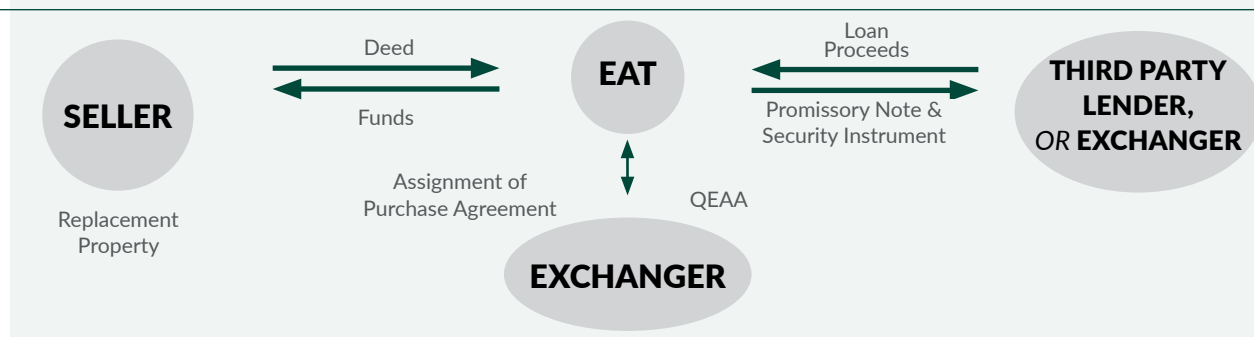 SELLER
Replacement
Property
Deed
Funds
EAT
Assignment of
Purchase Agreement
QEAA
EXCHANGER
Loan
Proceeds
Promissory Note &
Security Instrument
THIRD PARTY
LENDER,
OR EXCHANGER